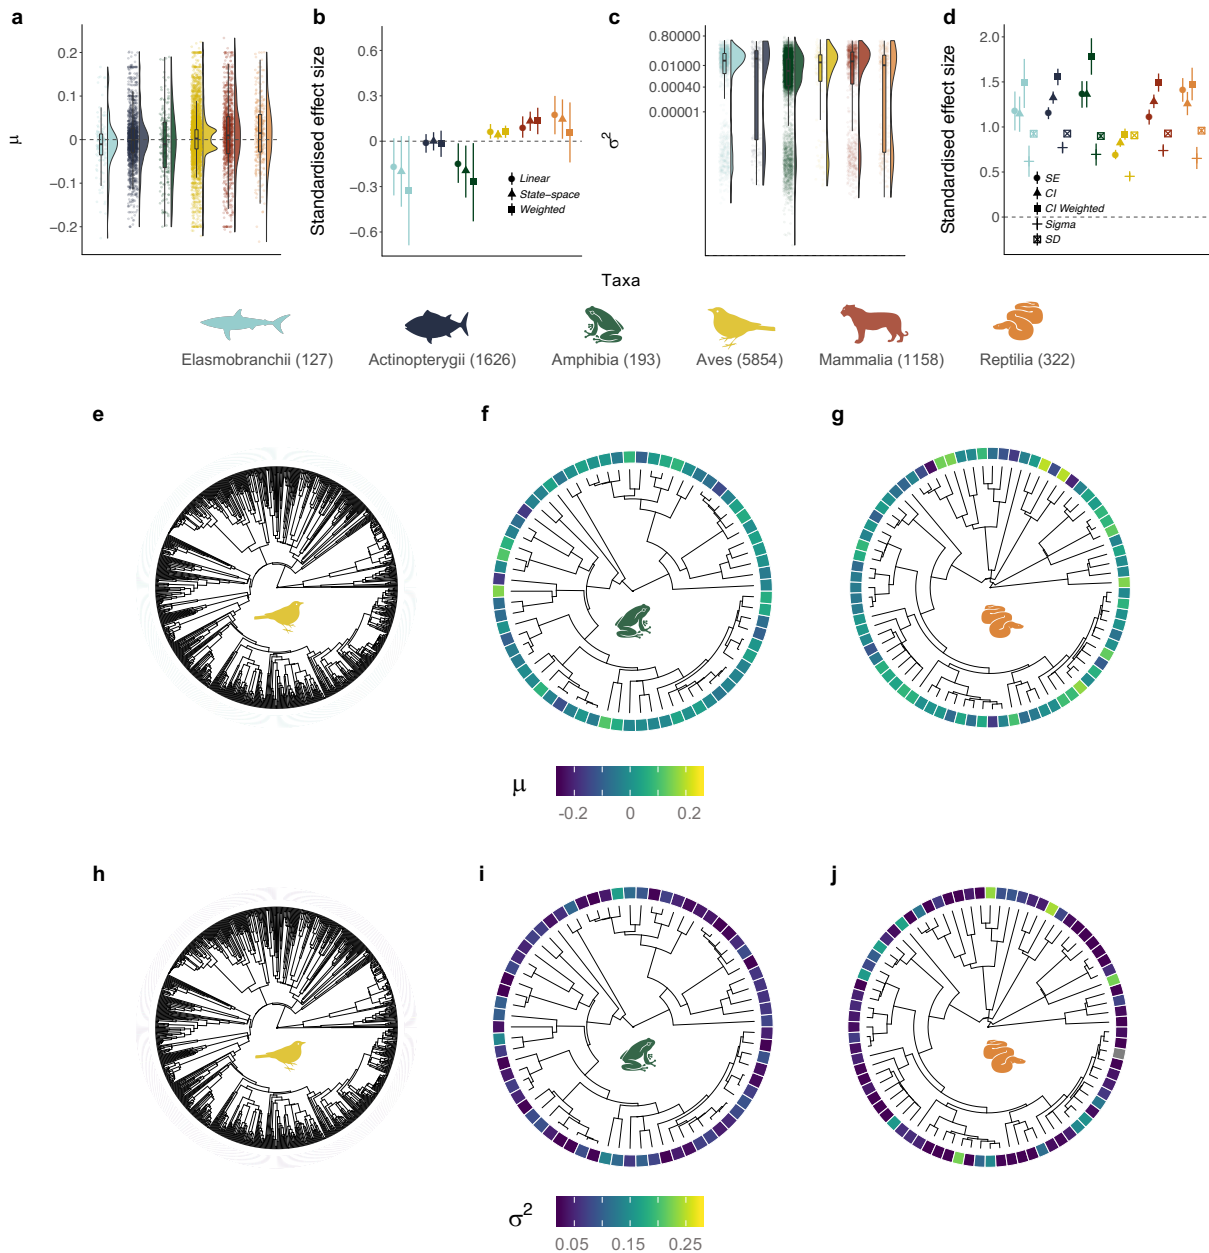 a
b
c
d
μ
0.2
0.1
0
−0.1
−0.2
Standardised effect size
0.6
0.3
0
−0.3
−0.6
Linear
State−space
Weighted
σ²
0.80000
0.01000
0.00040
0.00001
Standardised effect size
2.0
1.5
1.0
0.5
0
SE
CI
CI Weighted
Sigma
SD
Taxa
Elasmobranchii (127)
Actinopterygii (1626)
Amphibia (193)
Aves (5854)
Mammalia (1158)
Reptilia (322)
e
f
g
μ
-0.2
0
0.2
h
i
j
σ²
0.05
0.15
0.25